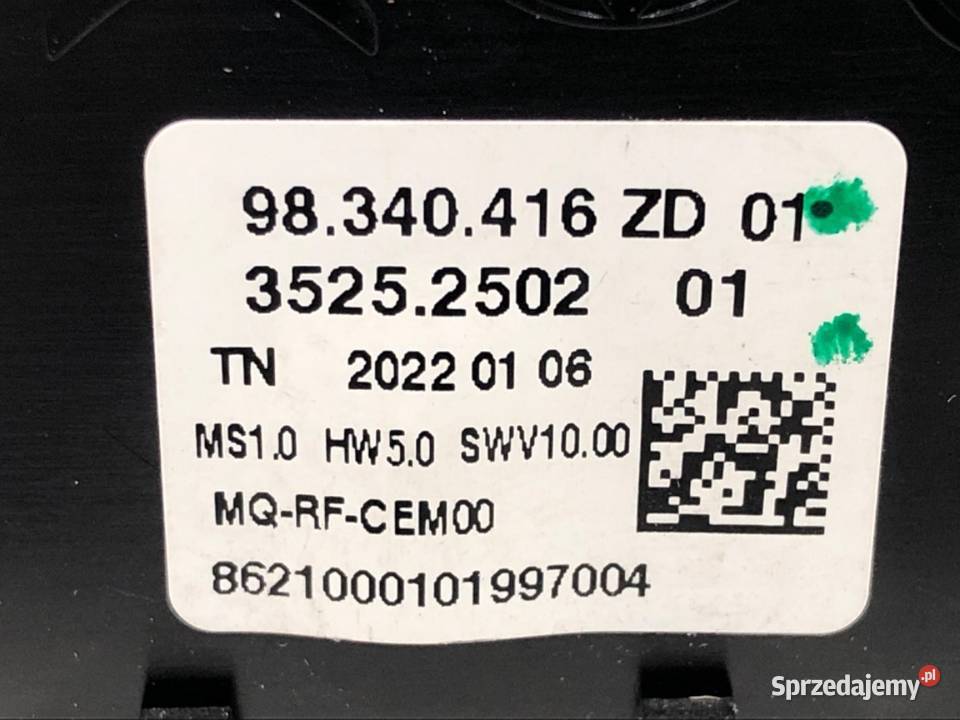 98.340.416 ZD 01
3525.2502 01
TN 2022 01 06
MS1.0 HW5.0 SWV10.00
MQ-RF-CEM00
8621000101997004
Sprzedajemy.pl